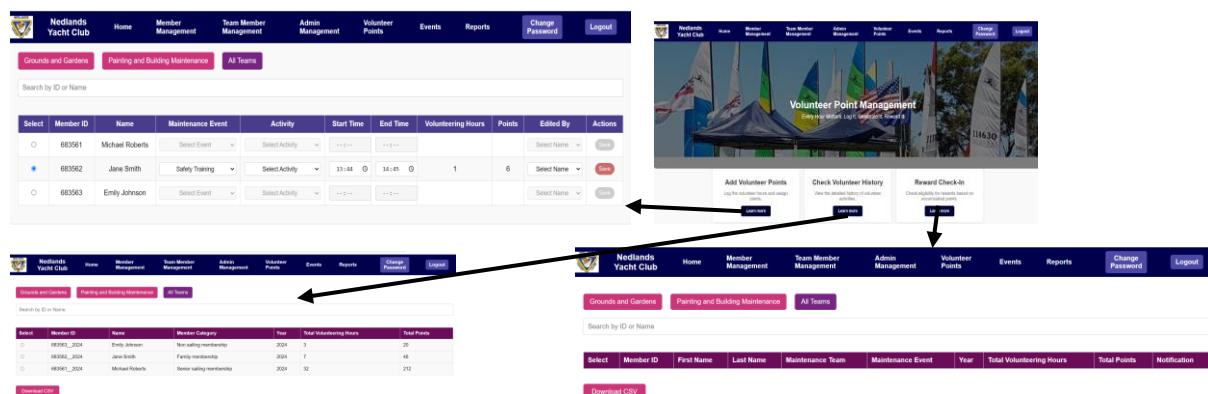 Nedlands Yacht Club Home Member Management Team Member Management Admin Management Volunteer Points Events Reports Change Password Logout
Grounds and Gardens Painting and Building Maintenance All Teams
Search by ID or Name
Select Member ID Name Maintenance Event Activity Start Time End Time Volunteering Hours Points Edited By Actions
683561 Michael Roberts Select Event Select Activity --:-- --:-- Select Name Save
683562 Jane Smith Safety Training Select Activity 13:44 14:45 1 6 Select Name Save
683563 Emily Johnson Select Event Select Activity --:-- --:-- Select Name Save
Nedlands Yacht Club Home Member Management Team Member Management Admin Management Volunteer Points Events Reports Change Password Logout
Volunteer Point Management
Every Hour Matters: Log It, Reward
114630
Add Volunteer Points Check Volunteer History Reward Check-In
Log the volunteer hours and assign points. View the detailed history of volunteer activities. Check eligibility for rewards based on accumulated points.
Learn more Learn more
Nedlands Yacht Club Home Member Management Team Member Management Admin Management Volunteer Points Events Reports Change Password Logout
Grounds and Gardens Painting and Building Maintenance All Teams
Search by ID or Name
Select Member ID Name Member Category Year Total Volunteering Hours Total Points
683563__2024 Emily Johnson Non sailing membership 2024 3 20
683562__2024 Jane Smith Family membership 2024 7 48
683561__2024 Michael Roberts Senior sailing membership 2024 32 212
Download CSV
Nedlands Yacht Club Home Member Management Team Member Management Admin Management Volunteer Points Events Reports Change Password Logout
Grounds and Gardens Painting and Building Maintenance All Teams
Search by ID or Name
Select Member ID First Name Last Name Maintenance Team Maintenance Event Year Total Volunteering Hours Total Points Notification
Download CSV